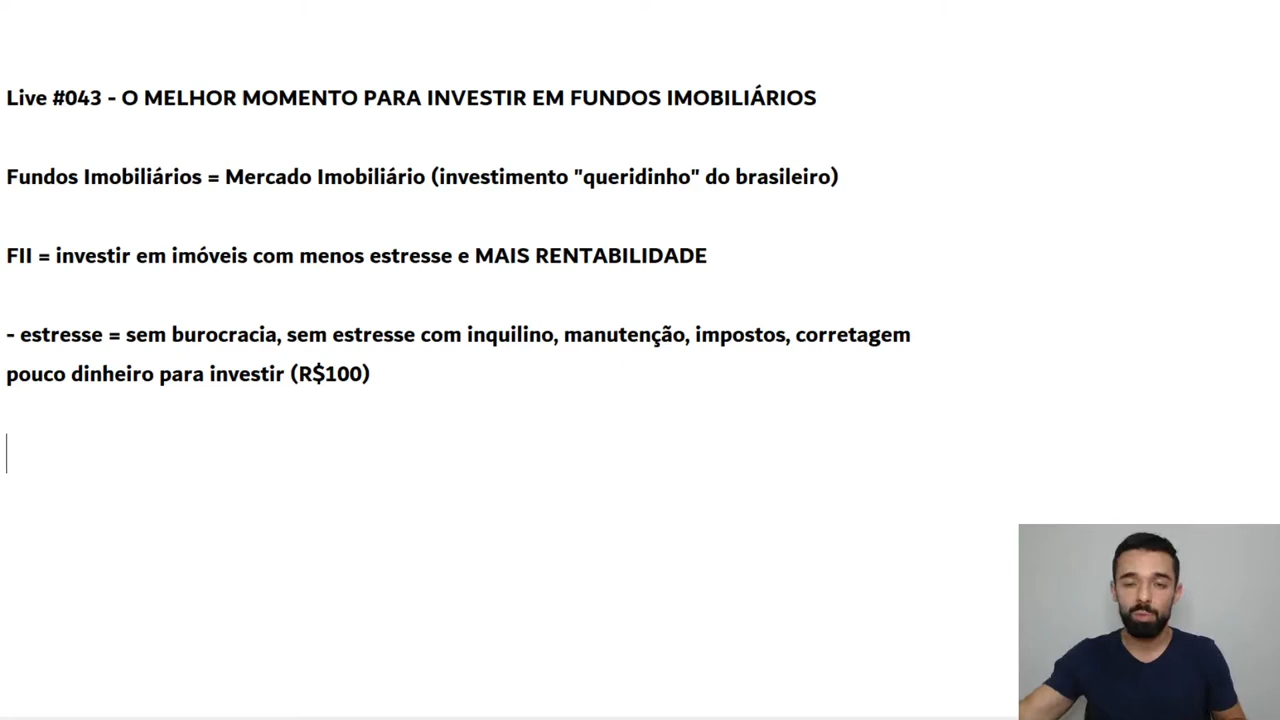 Live #043 - O MELHOR MOMENTO PARA INVESTIR EM FUNDOS IMOBILIÁRIOS
Fundos Imobiliários = Mercado Imobiliário (investimento "queridinho" do brasileiro)
FII = investir em imóveis com menos estresse e MAIS RENTABILIDADE
- estresse = sem burocracia, sem estresse com inquilino, manutenção, impostos, corretagem
pouco dinheiro para investir (R$100)